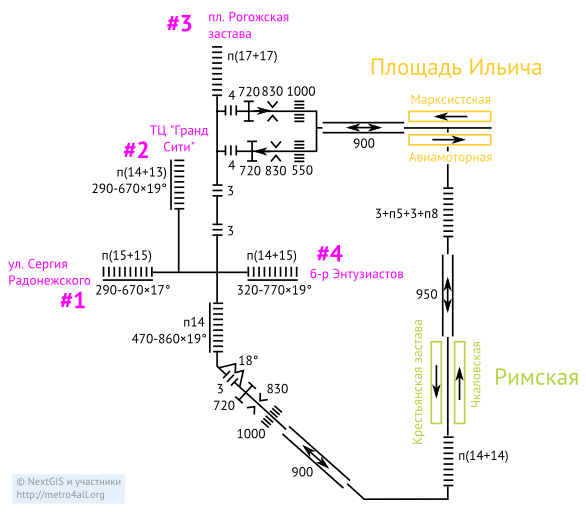 #3
пл. Рогожская
застава
п(17+17)
Площадь Ильича
4
720
830
1000
Марксистская
ТЦ "Гранд
Сити"
#2
900
Авиамоторная
4
720
830
550
п(14+13)
290-670×19°
3
3+п5+3+п8
3
п(15+15)
п(14+15)
#4
ул. Сергия
Радонежского
б-р Энтузиастов
290-670×17°
320-770×19°
#1
950
п14
470-860×19°
Крестьянская застава
Чкаловская
Римская
18°
3
830
720
1000
п(14+14)
900
© NextGIS и участники
http://metro4all.org